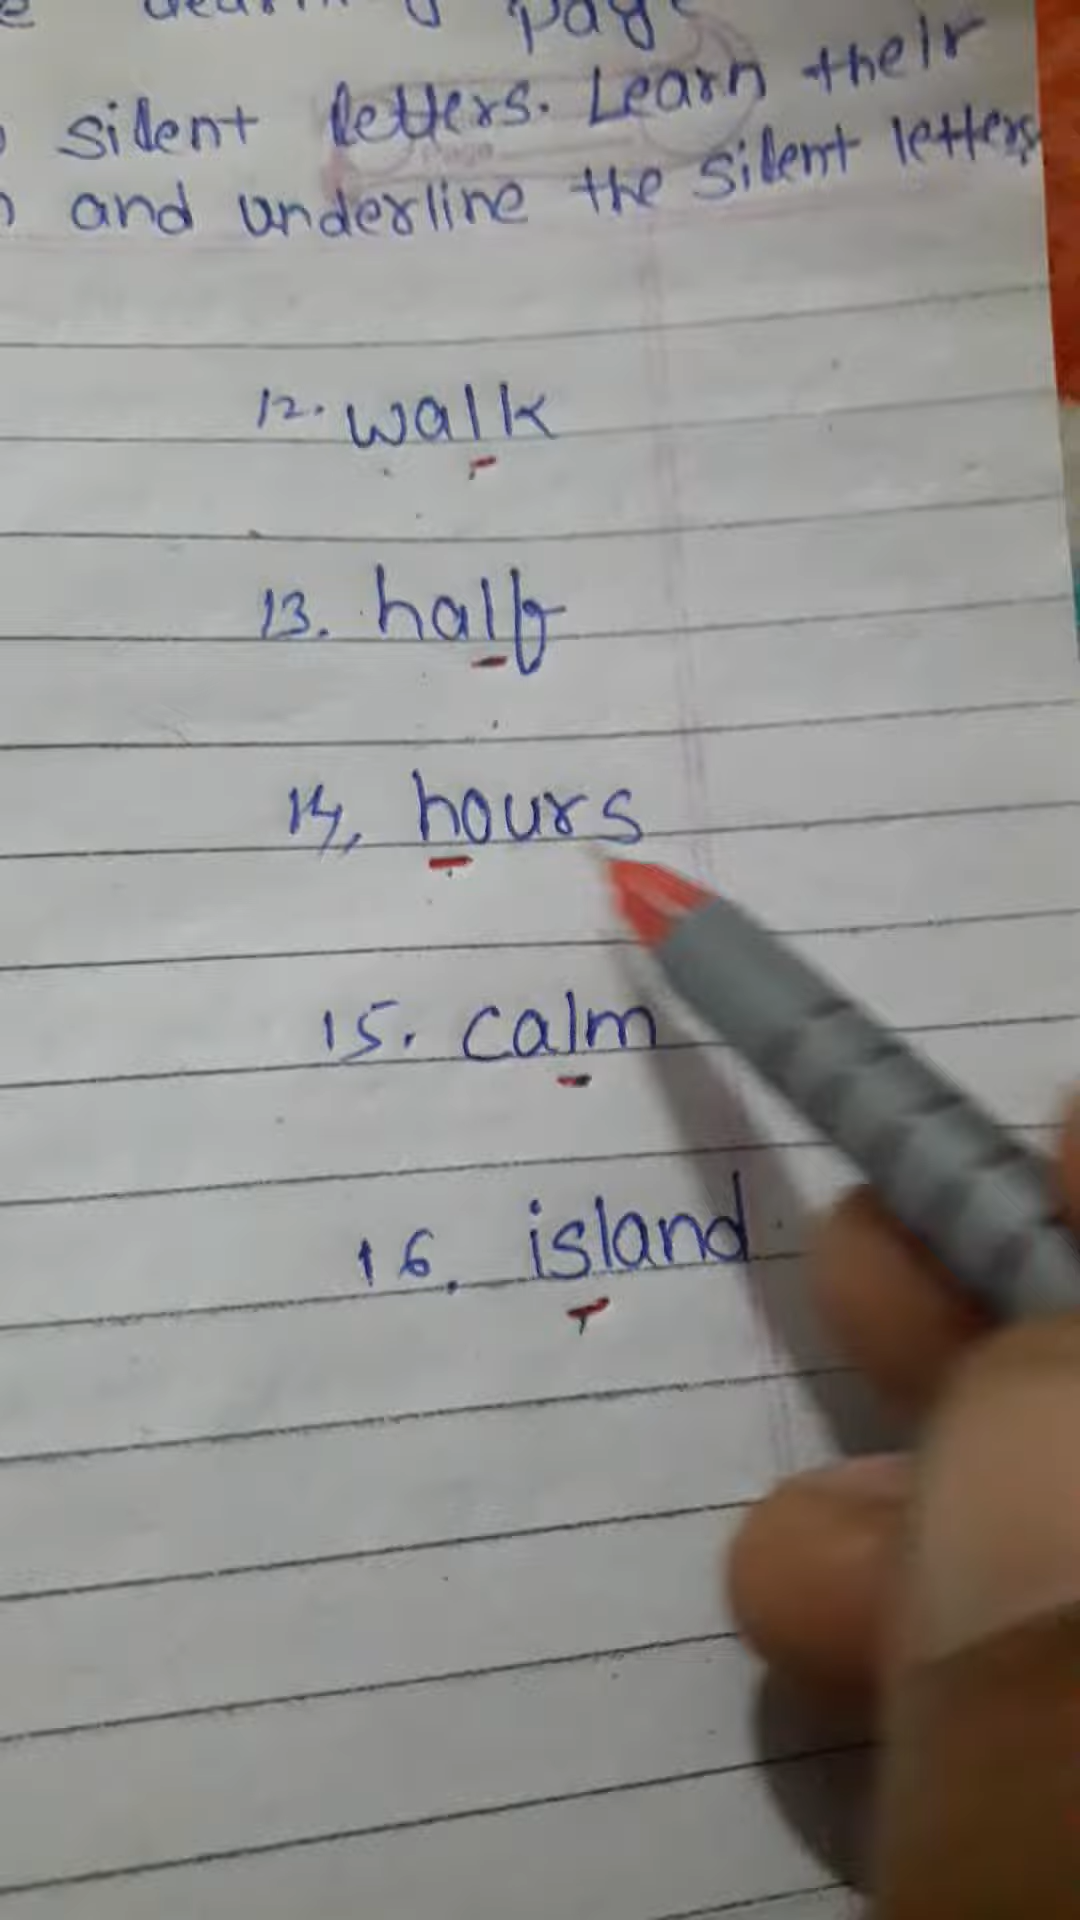 silent letters. Learn their
and underline the silent letters
12. walk
13. half
14, hours
15. calm
16. island